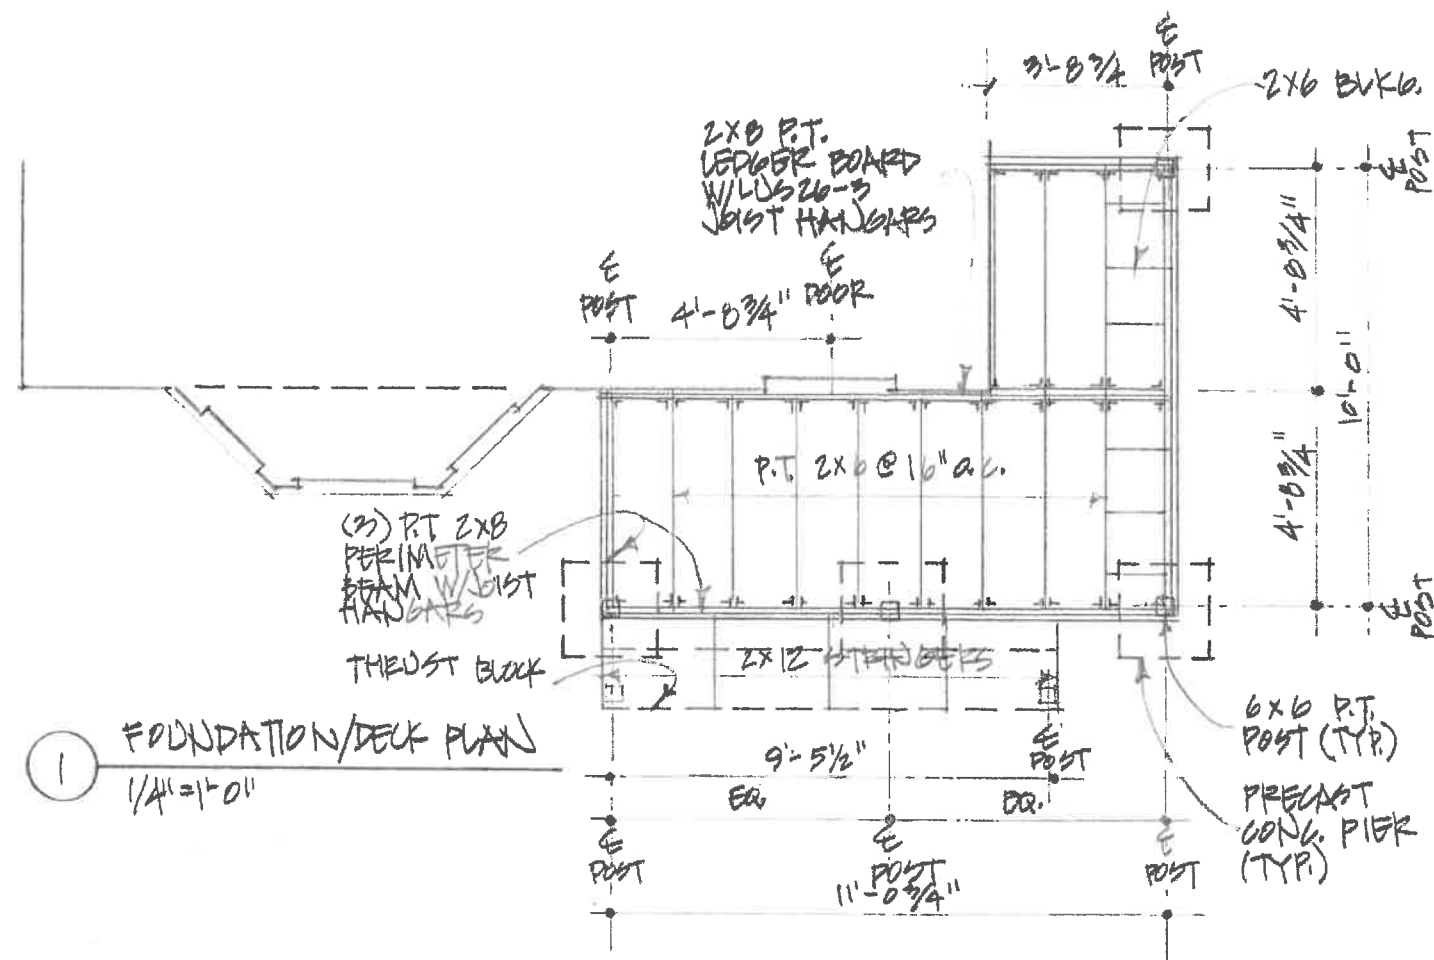 ℄
POST
3'-8 3/4
2X6 BLKG.
2X8 P.T.
LEDGER BOARD
W/LUS26-3
JOIST HANGARS
℄
POST
4'-8 3/4"
℄
POST
℄
DOOR
4'-8 3/4"
10'-0"
P.T. 2X6 @ 16" o.c.
4'-8 3/4"
(3) P.T. 2X8
PERIMETER
BEAM W/JOIST
HANGARS
℄
POST
2X12 STRINGERS
THRUST BLOCK
6X6 P.T.
POST (TYP.)
1
FOUNDATION/DECK PLAN
1/4"=1'-0"
9'-5 1/2"
℄
POST
PRECAST
CONC. PIER
(TYP.)
EQ.
EQ.
℄
POST
℄
POST
℄
POST
11'-0 3/4"